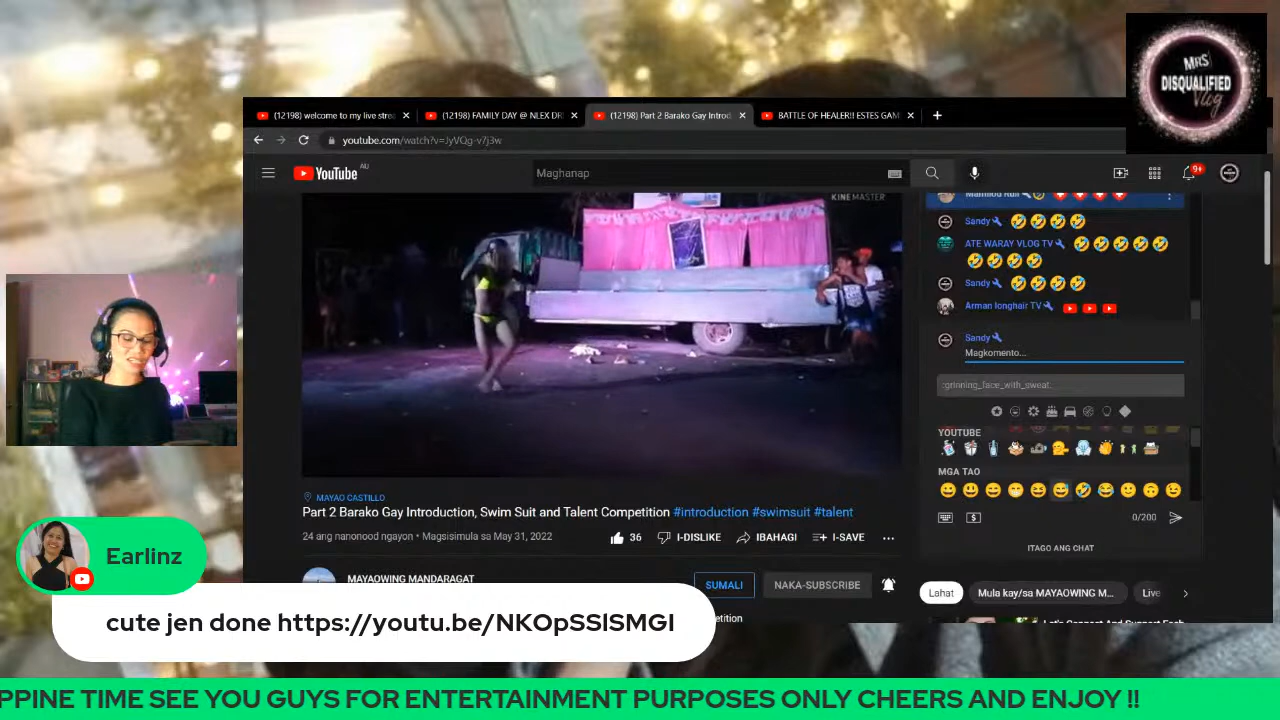 MRS
DISQUALIFIED
Vlog
(12198) welcome to my live strea
(12198) FAMILY DAY @ NLEX DR
(12198) Part 2 Barako Gay Introd
BATTLE OF HEALER!! ESTES GAM
youtube.com/watch?v=JyVQg-v7j3w
YouTube AU
Maghanap
9+
KINEMASTER
Sandy
ATE WARAY VLOG TV
Sandy
Arman longhair TV
Sandy
Magkomento...
:grinning_face_with_sweat:
YOUTUBE
MGA TAO
0/200
ITAGO ANG CHAT
MAYAO CASTILLO
Part 2 Barako Gay Introduction, Swim Suit and Talent Competition #introduction #swimsuit #talent
24 ang nanonood ngayon • Magsisimula sa May 31, 2022
36
I-DISLIKE
IBAHAGI
I-SAVE
MAYAOWING MANDARAGAT
SUMALI
NAKA-SUBSCRIBE
Lahat
Mula kay/sa MAYAOWING M...
Live
Earlinz
cute jen done https://youtu.be/NKOpSSlSMGI
PPINE TIME SEE YOU GUYS FOR ENTERTAINMENT PURPOSES ONLY CHEERS AND ENJOY !!